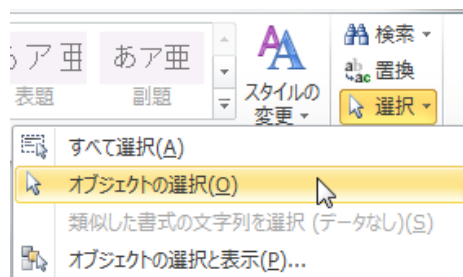 ラ ア 亜 あア亜
表題 副題
スタイルの
変更
検索
置換
選択
すべて選択(A)
オブジェクトの選択(O)
類似した書式の文字列を選択 (データなし)(S)
オブジェクトの選択と表示(P)...